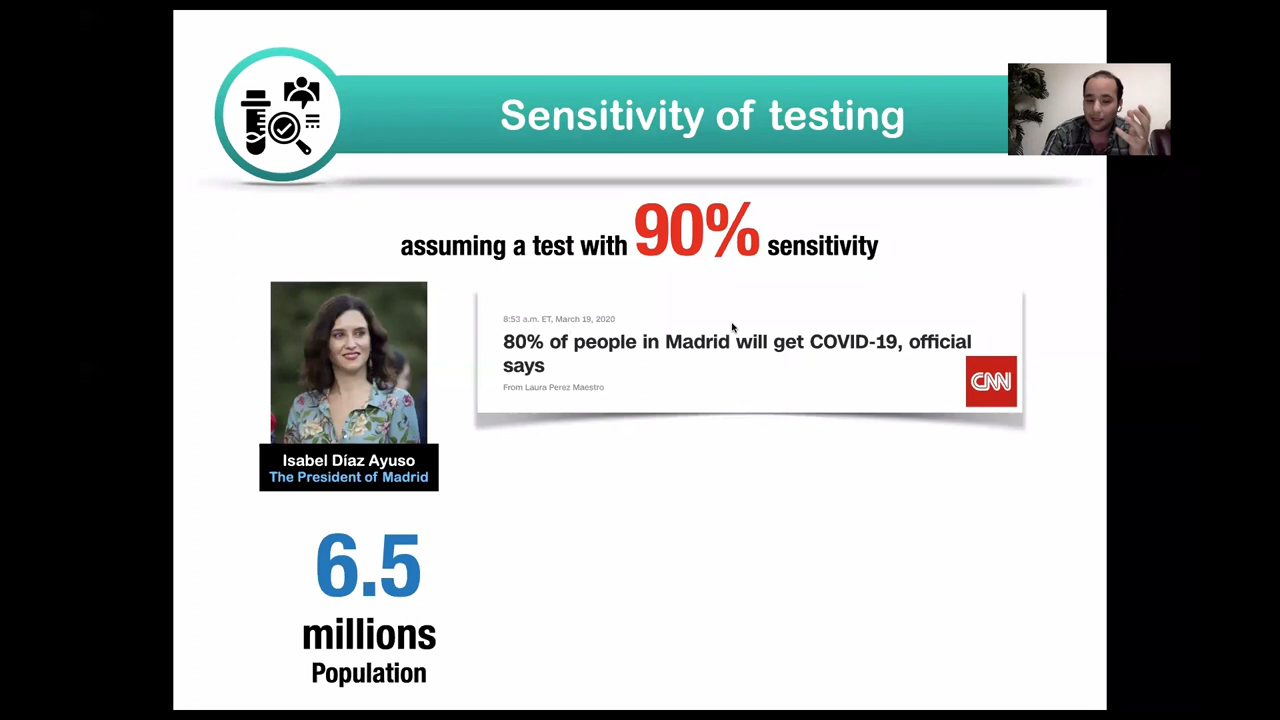 Sensitivity of testing
assuming a test with 90% sensitivity
8:53 a.m. ET, March 19, 2020
80% of people in Madrid will get COVID-19, official
says
From Laura Perez Maestro
CNN
Isabel Díaz Ayuso
The President of Madrid
6.5
millions
Population